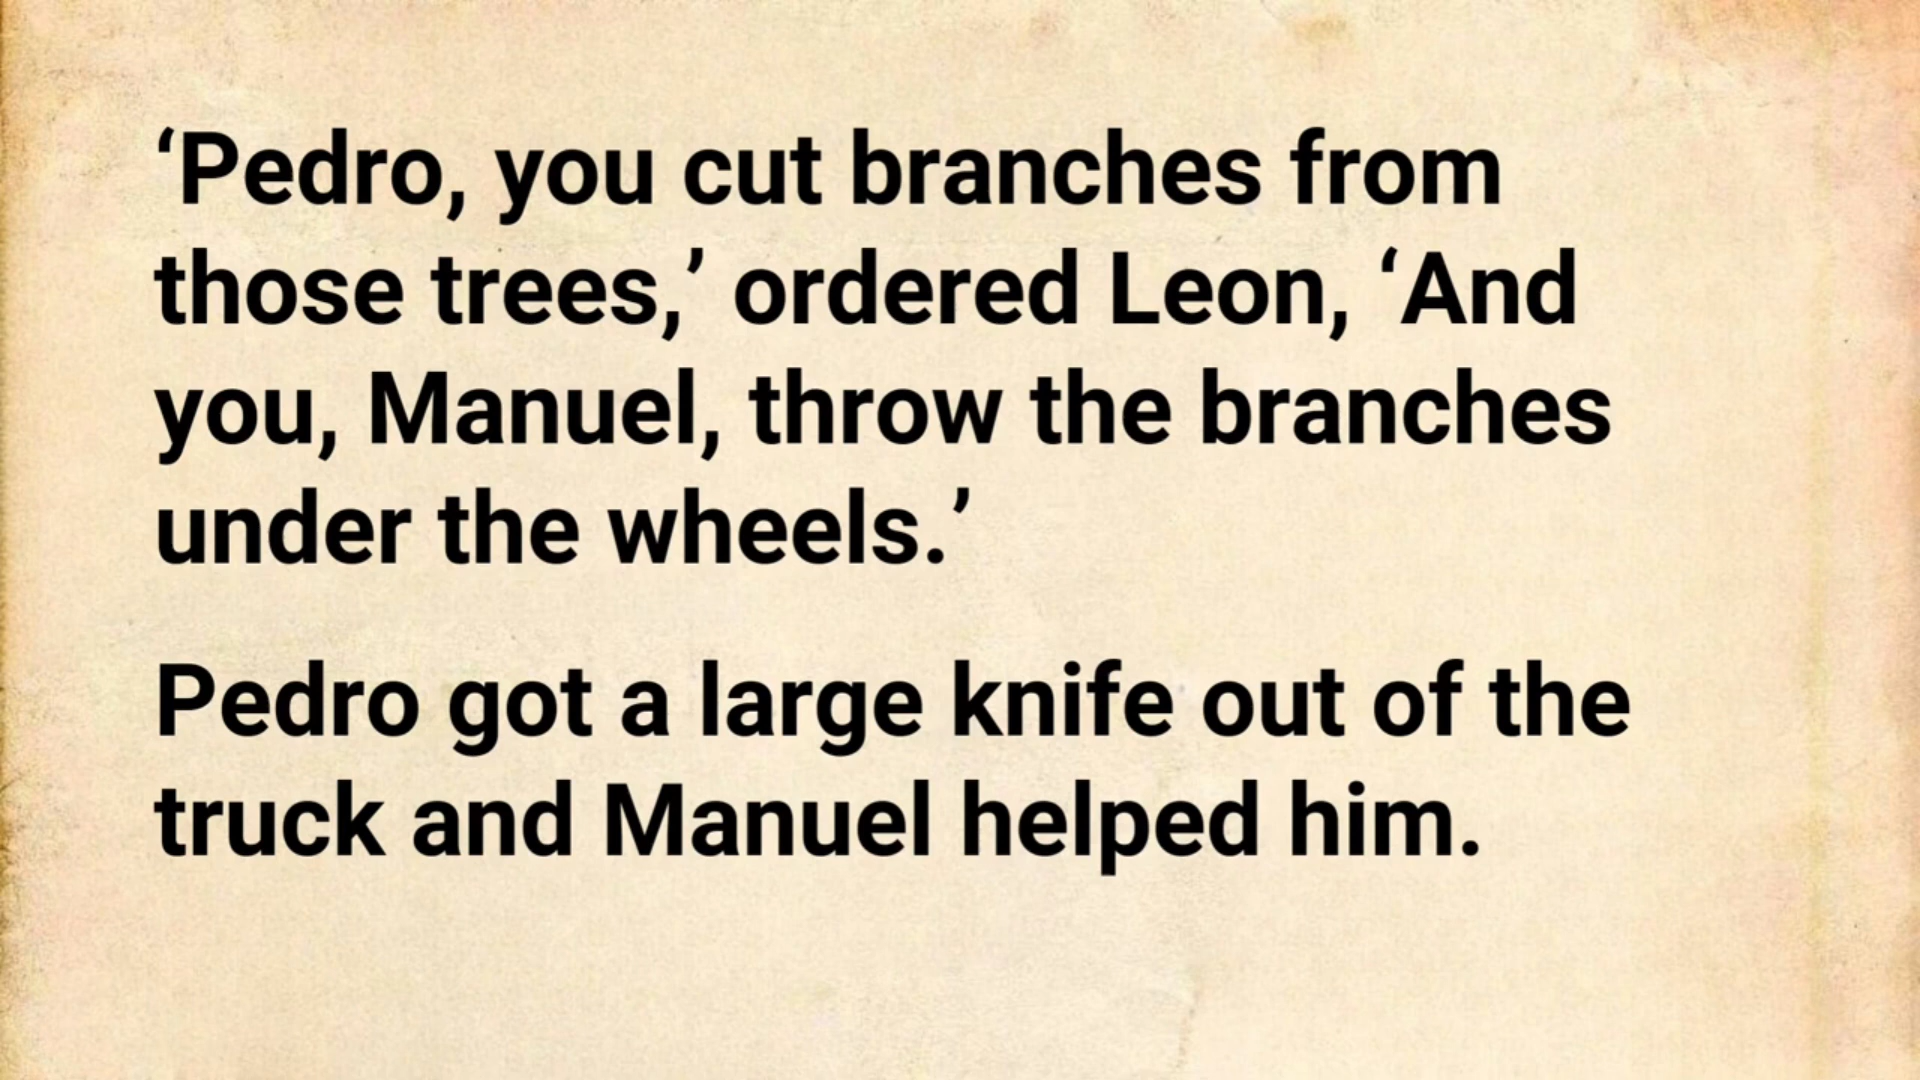 ‘Pedro, you cut branches from
those trees,’ ordered Leon, ‘And
you, Manuel, throw the branches
under the wheels.’
Pedro got a large knife out of the
truck and Manuel helped him.